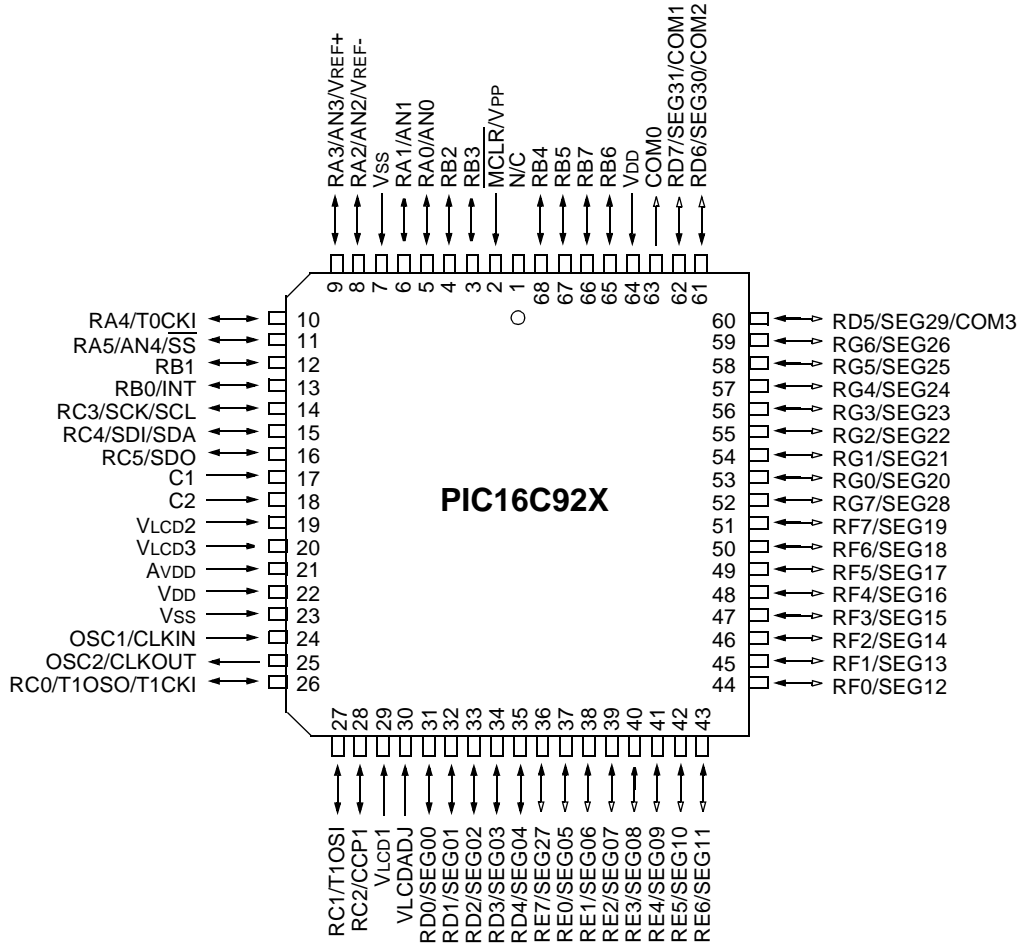 RA3/AN3/VREF+
RA2/AN2/VREF-
VSS
RA1/AN1
RA0/AN0
RB2
RB3
MCLR/VPP
N/C
RB4
RB5
RB7
RB6
VDD
COM0
RD7/SEG31/COM1
RD6/SEG30/COM2
9 8 7 6 5 4 3 2 1 68 67 66 65 64 63 62 61
RA4/T0CKI 10
RA5/AN4/SS 11
RB1 12
RB0/INT 13
RC3/SCK/SCL 14
RC4/SDI/SDA 15
RC5/SDO 16
C1 17
C2 18
VLCD2 19
VLCD3 20
AVDD 21
VDD 22
VSS 23
OSC1/CLKIN 24
OSC2/CLKOUT 25
RC0/T1OSO/T1CKI 26
PIC16C92X
60 RD5/SEG29/COM3
59 RG6/SEG26
58 RG5/SEG25
57 RG4/SEG24
56 RG3/SEG23
55 RG2/SEG22
54 RG1/SEG21
53 RG0/SEG20
52 RG7/SEG28
51 RF7/SEG19
50 RF6/SEG18
49 RF5/SEG17
48 RF4/SEG16
47 RF3/SEG15
46 RF2/SEG14
45 RF1/SEG13
44 RF0/SEG12
27 28 29 30 31 32 33 34 35 36 37 38 39 40 41 42 43
RC1/T1OSI
RC2/CCP1
VLCD1
VLCDADJ
RD0/SEG00
RD1/SEG01
RD2/SEG02
RD3/SEG03
RD4/SEG04
RE7/SEG27
RE0/SEG05
RE1/SEG06
RE2/SEG07
RE3/SEG08
RE4/SEG09
RE5/SEG10
RE6/SEG11